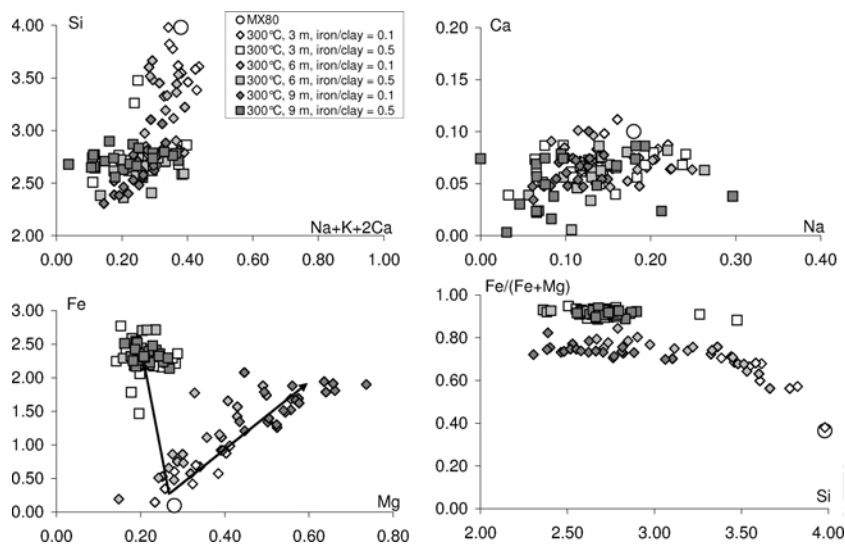 Si
4.00
3.50
3.00
2.50
2.00
0.00 0.20 0.40 0.60 0.80 1.00
Na+K+2Ca
MX80
300°C, 3 m, iron/clay = 0.1
300°C, 3 m, iron/clay = 0.5
300°C, 6 m, iron/clay = 0.1
300°C, 6 m, iron/clay = 0.5
300°C, 9 m, iron/clay = 0.1
300°C, 9 m, iron/clay = 0.5
Ca
0.20
0.15
0.10
0.05
0.00
0.00 0.10 0.20 0.30 0.40
Na
Fe
3.00
2.50
2.00
1.50
1.00
0.50
0.00
0.00 0.20 0.40 0.60 0.80
Mg
Fe/(Fe+Mg)
1.00
0.80
0.60
0.40
0.20
0.00
2.00 2.50 3.00 3.50 4.00
Si